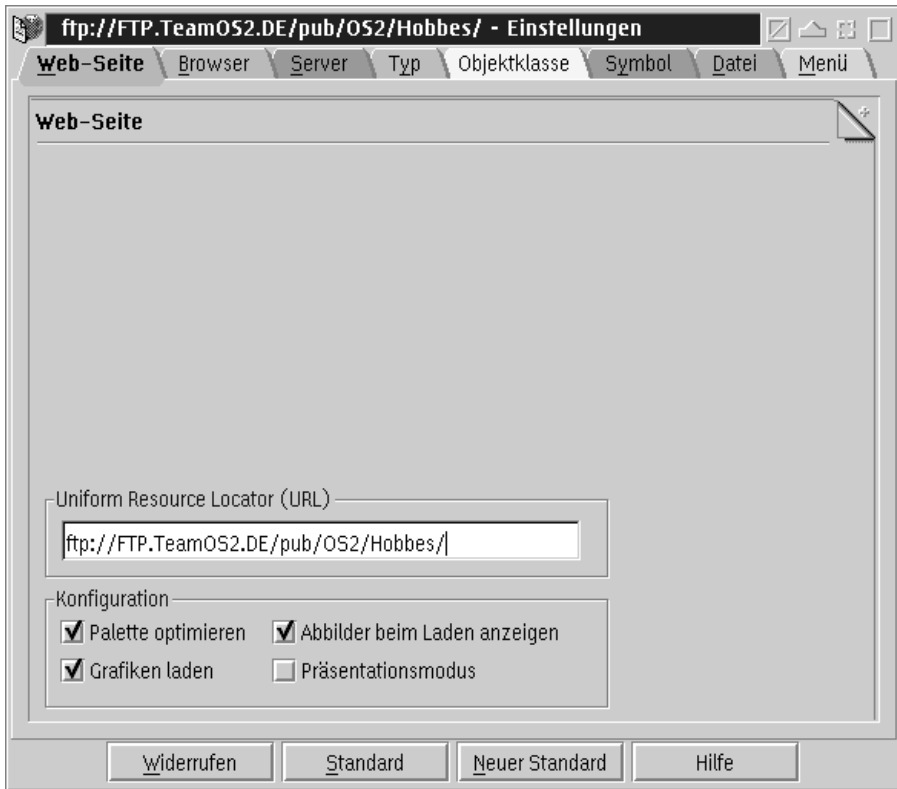 ftp://FTP.TeamOS2.DE/pub/OS2/Hobbes/ - Einstellungen
Web-Seite Browser Server Typ Objektklasse Symbol Datei Menü
Web-Seite
Uniform Resource Locator (URL)
ftp://FTP.TeamOS2.DE/pub/OS2/Hobbes/
Konfiguration
Palette optimieren Abbilder beim Laden anzeigen
Grafiken laden Präsentationsmodus
Widerrufen Standard Neuer Standard Hilfe